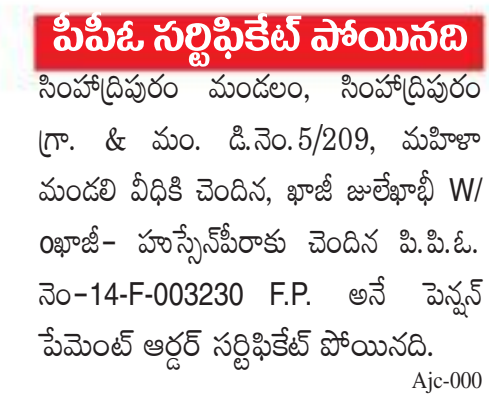 పీపీఓ సర్టిఫికేట్ పోయినది
సింహాద్రిపురం మండలం, సింహాద్రిపురం
గ్రా. & మం. డి.నెం.5/209, మహిళా
మండలి వీధికి చెందిన, ఖాజీ జులేఖాభీ W/
oఖాజీ- హుస్సేన్‌పీరాకు చెందిన పి.పి.ఓ.
నెం-14-F-003230 F.P. అనే పెన్షన్
పేమెంట్ ఆర్డర్ సర్టిఫికేట్ పోయినది.
Ajc-000